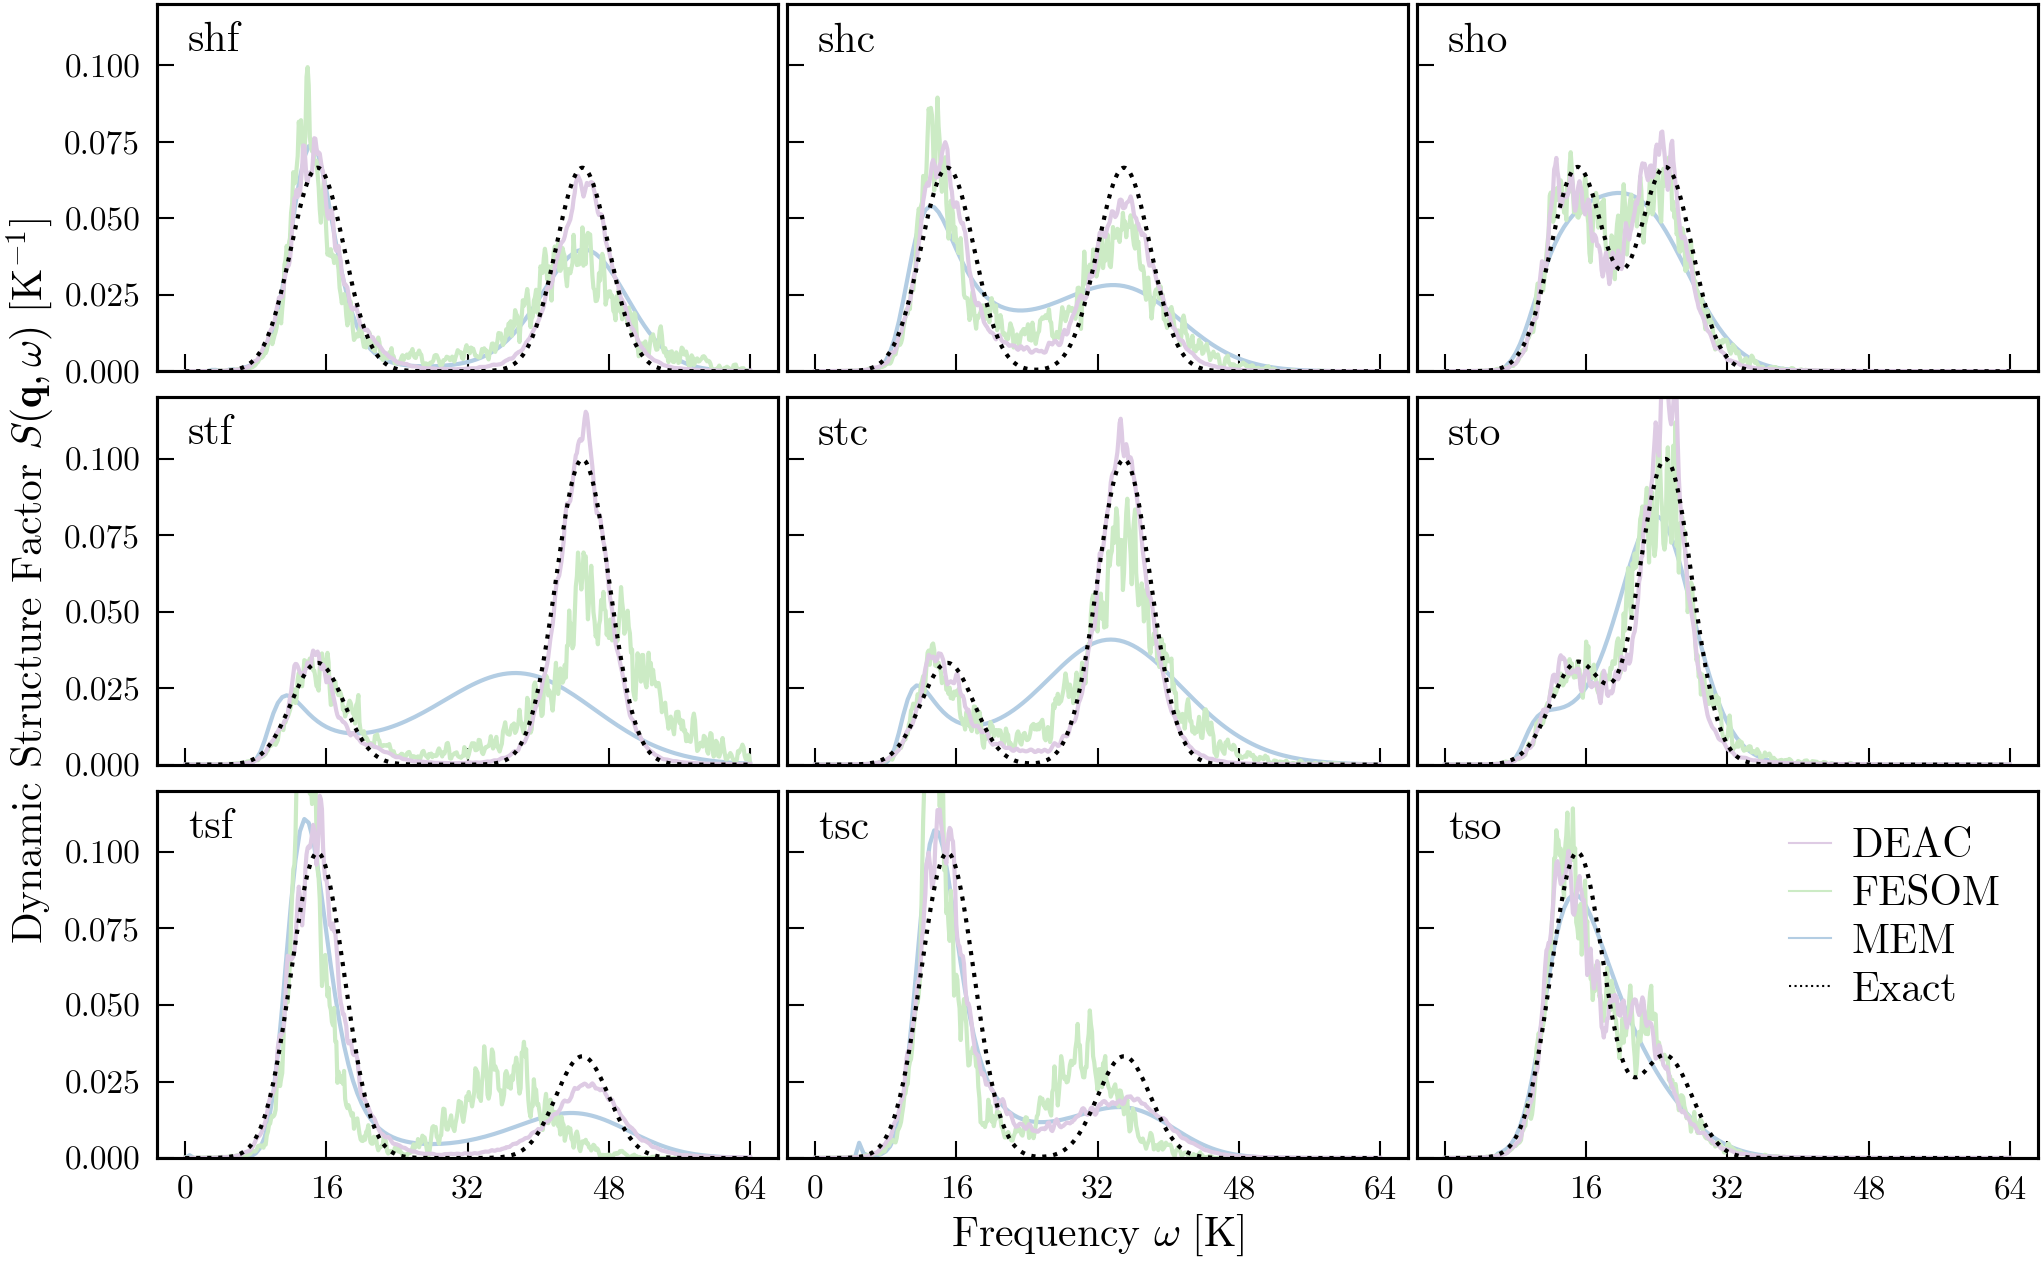 Dynamic Structure Factor S(q, ω) [K⁻¹]
shf
0.100
0.075
0.050
0.025
0.000
shc
sho
stf
0.100
0.075
0.050
0.025
0.000
stc
sto
tsf
0.100
0.075
0.050
0.025
0.000
0 16 32 48 64
tsc
0 16 32 48 64
tso
DEAC
FESOM
MEM
Exact
0 16 32 48 64
Frequency ω [K]